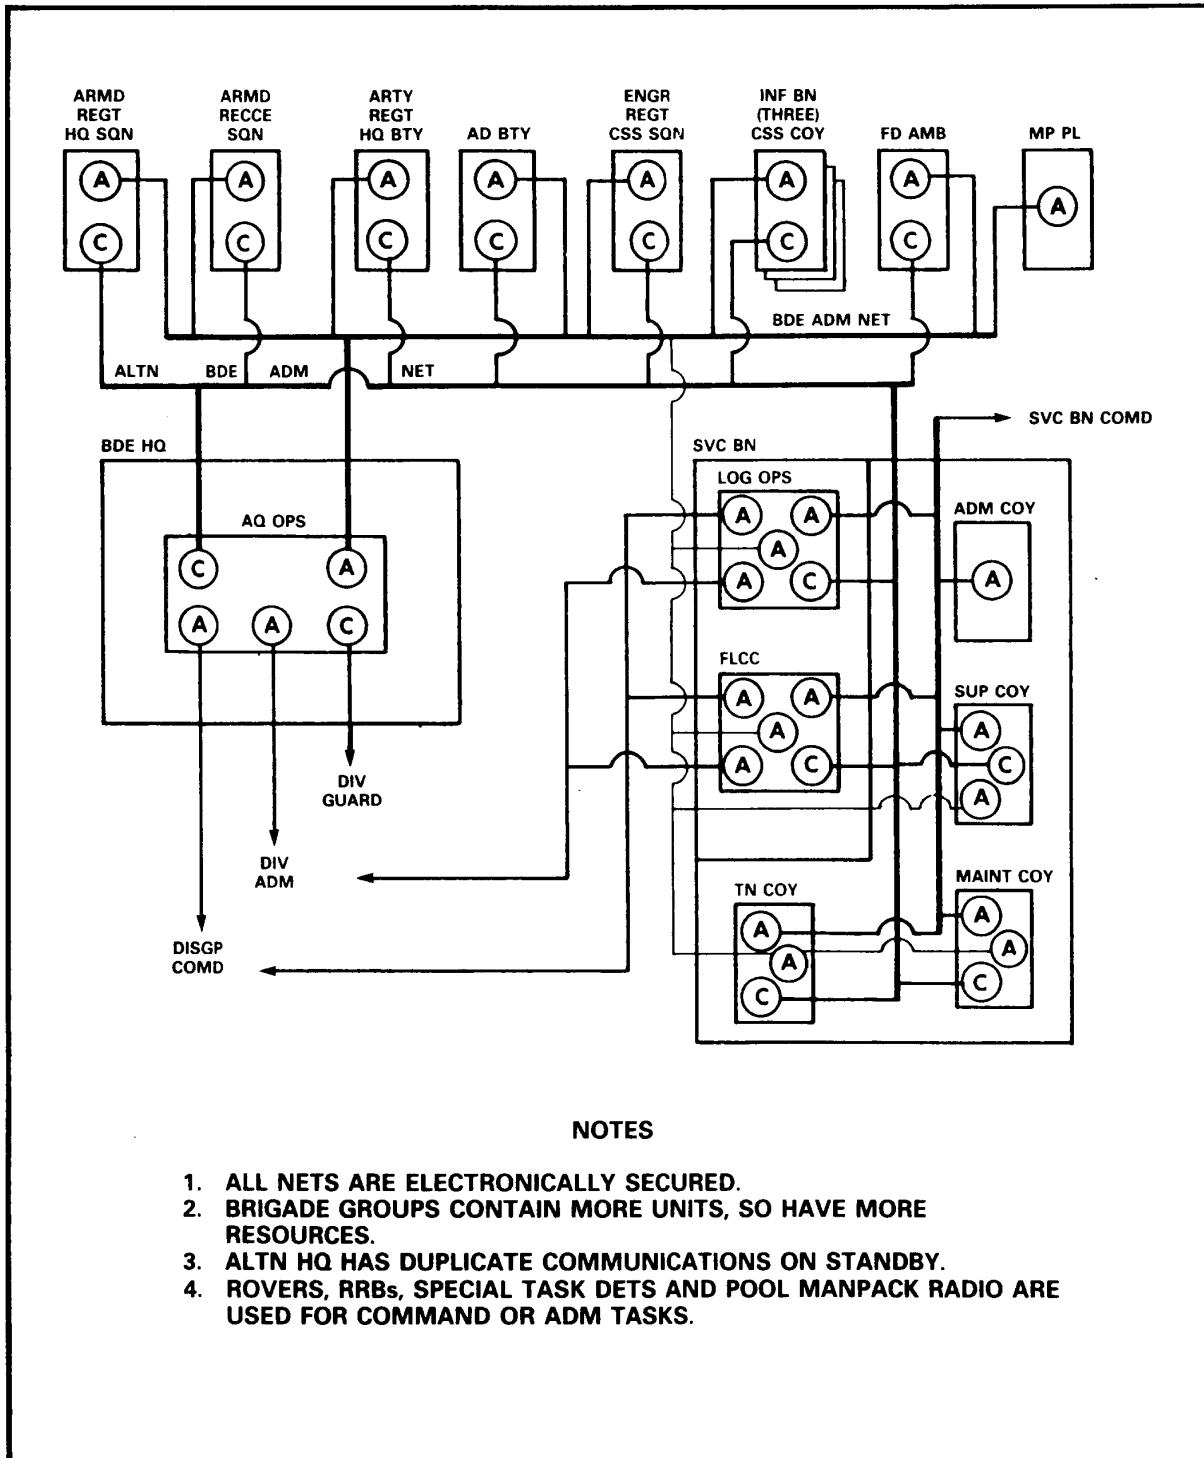 ARMD
REGT
HQ SQN
ARMD
RECCE
SQN
ARTY
REGT
HQ BTY
AD BTY
ENGR
REGT
CSS SQN
INF BN
(THREE)
CSS COY
FD AMB
MP PL
A
A
A
A
A
A
A
A
C
C
C
C
C
C
C
BDE ADM NET
ALTN BDE ADM NET
BDE HQ
AQ OPS
C
A
A
A
C
DIV
GUARD
DIV
ADM
DISGP
COMD
SVC BN COMD
SVC BN
LOG OPS
A
A
A
A
C
ADM COY
A
FLCC
A
A
A
A
C
SUP COY
A
C
A
TN COY
A
A
C
MAINT COY
A
A
C
NOTES
1. ALL NETS ARE ELECTRONICALLY SECURED.
2. BRIGADE GROUPS CONTAIN MORE UNITS, SO HAVE MORE
RESOURCES.
3. ALTN HQ HAS DUPLICATE COMMUNICATIONS ON STANDBY.
4. ROVERS, RRBs, SPECIAL TASK DETS AND POOL MANPACK RADIO ARE
USED FOR COMMAND OR ADM TASKS.